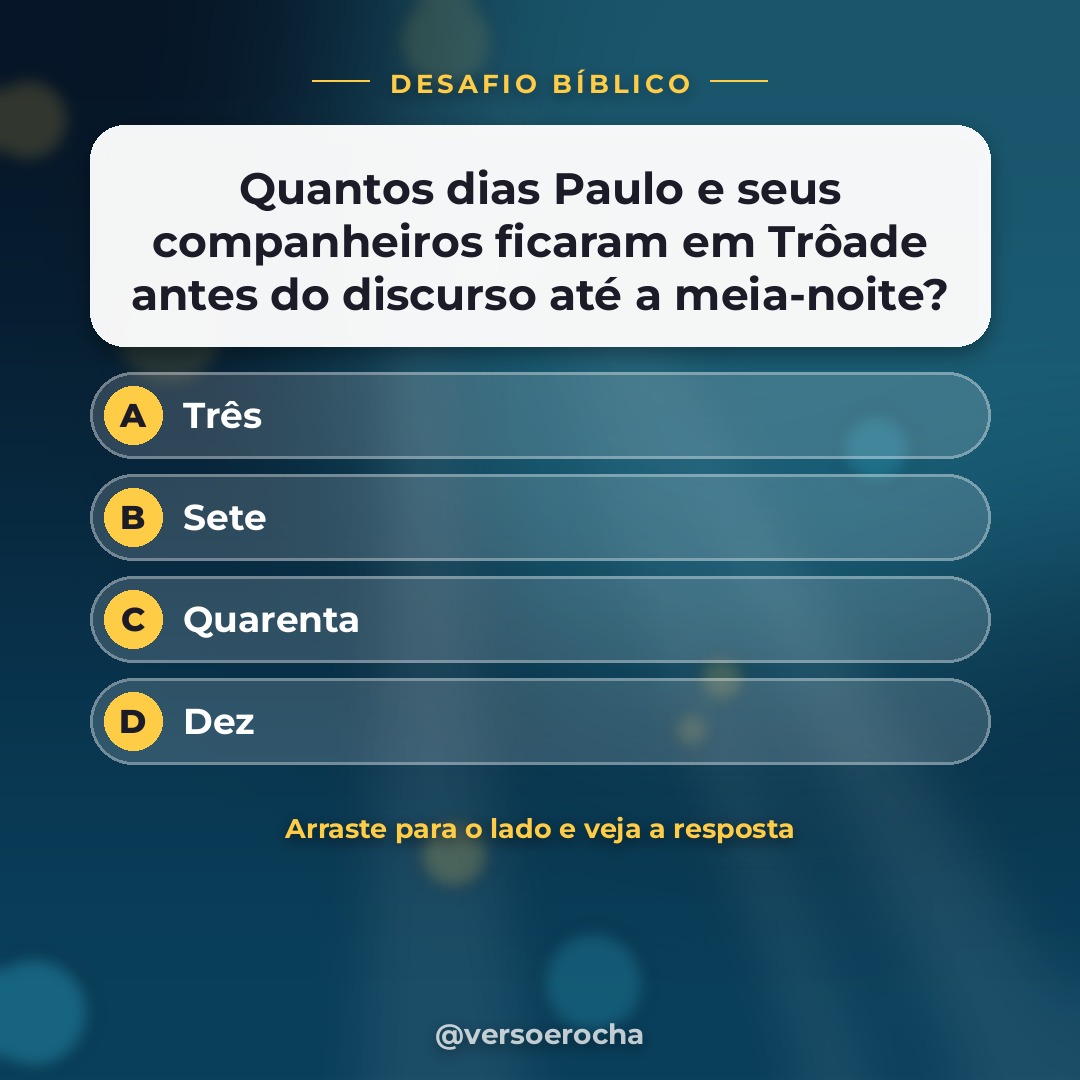 DESAFIO BÍBLICO
Quantos dias Paulo e seus
companheiros ficaram em Trôade
antes do discurso até a meia-noite?
A Três
B Sete
C Quarenta
D Dez
Arraste para o lado e veja a resposta
@versoerocha